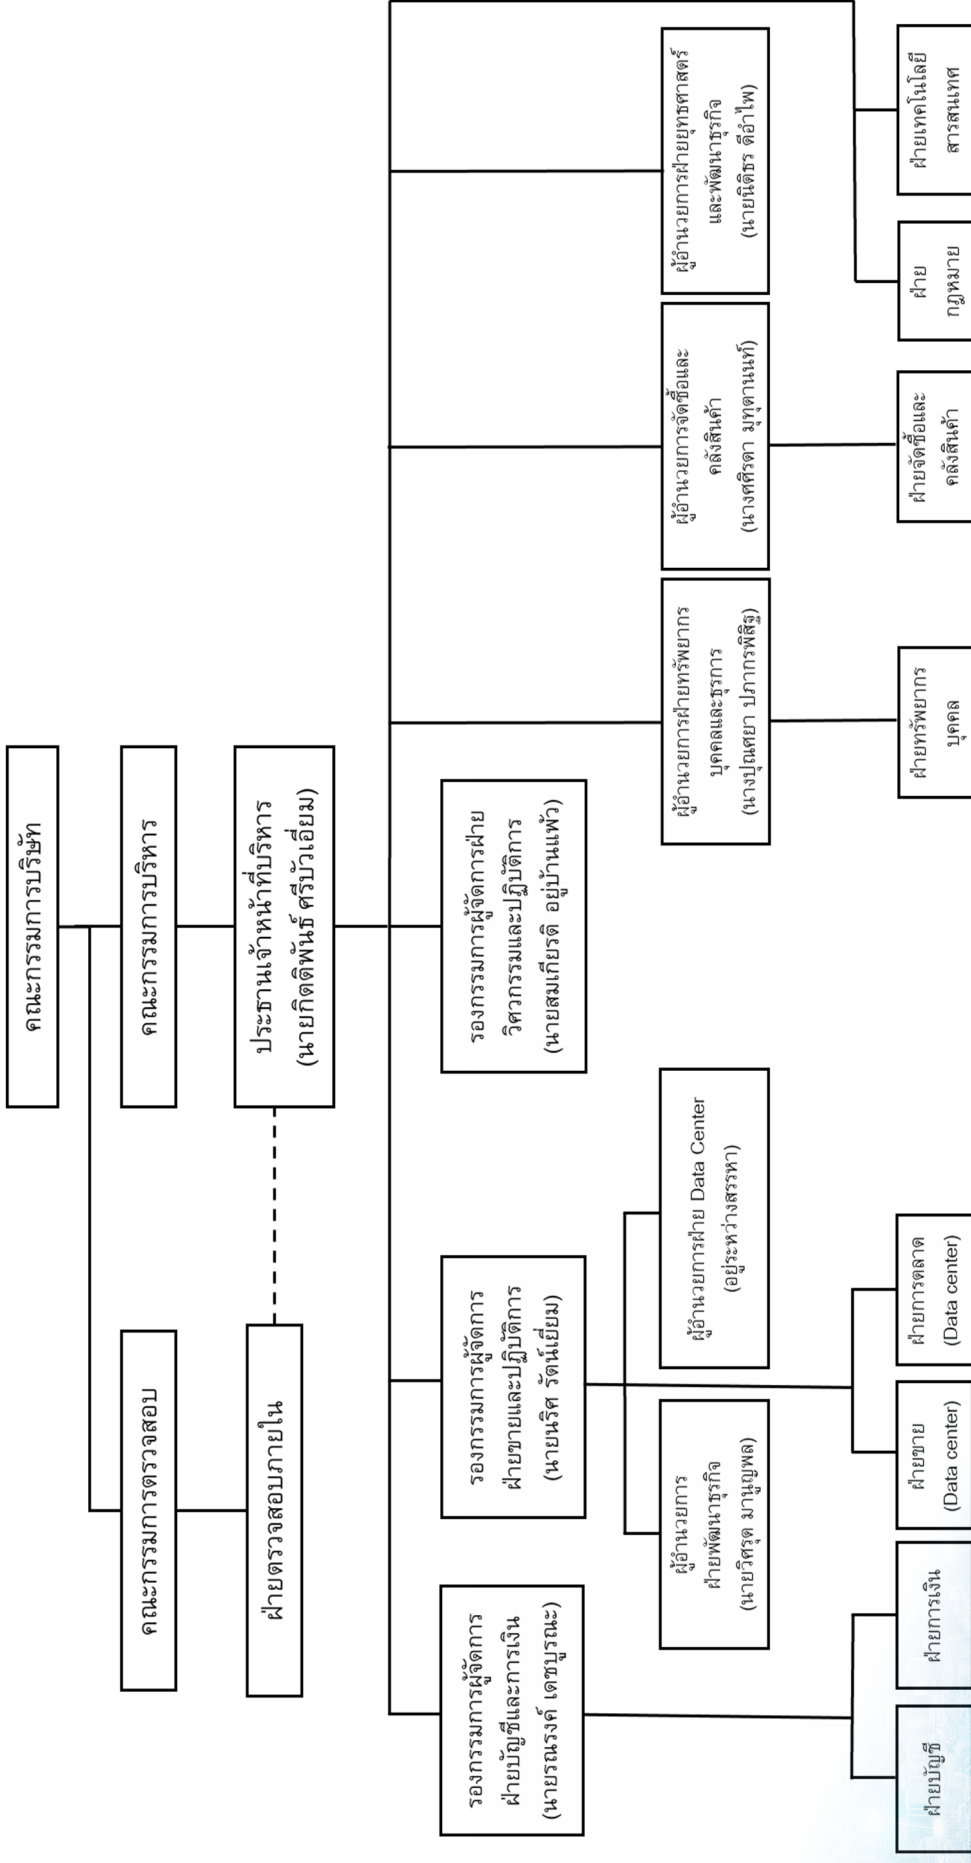 คณะกรรมการบริษัท
คณะกรรมการตรวจสอบ
คณะกรรมการบริหาร
ฝ่ายตรวจสอบภายใน
ประธานเจ้าหน้าที่บริหาร
(นายกิตติพันธ์ ศรีบัวเอี่ยม)
รองกรรมการผู้จัดการ
ฝ่ายบัญชีและการเงิน
(นายรณรงค์ เดชบูรณะ)
รองกรรมการผู้จัดการ
ฝ่ายขายและปฏิบัติการ
(นายนริศ รัตน์เยี่ยม)
รองกรรมการผู้จัดการฝ่าย
วิศวกรรมและปฏิบัติการ
(นายสมเกียรติ อยู่บ้านแพ้ว)
ผู้อำนวยการ
ฝ่ายพัฒนาธุรกิจ
(นายวิศรุต มานูญพล)
ผู้อำนวยการฝ่าย Data Center
(อยู่ระหว่างสรรหา)
ผู้อำนวยการฝ่ายทรัพยากร
บุคคลและธุรการ
(นางปุณศยา ปภากรพิสิฐ)
ผู้อำนวยการจัดซื้อและ
คลังสินค้า
(นางศศิรดา มุทุตานนท์)
ผู้อำนวยการฝ่ายยุทธศาสตร์
และพัฒนาธุรกิจ
(นายนิติธร ดีอำไพ)
ฝ่ายบัญชี
ฝ่ายการเงิน
ฝ่ายขาย
(Data center)
ฝ่ายการตลาด
(Data center)
ฝ่ายทรัพยากร
บุคคล
ฝ่ายจัดซื้อและ
คลังสินค้า
ฝ่าย
กฎหมาย
ฝ่ายเทคโนโลยี
สารสนเทศ